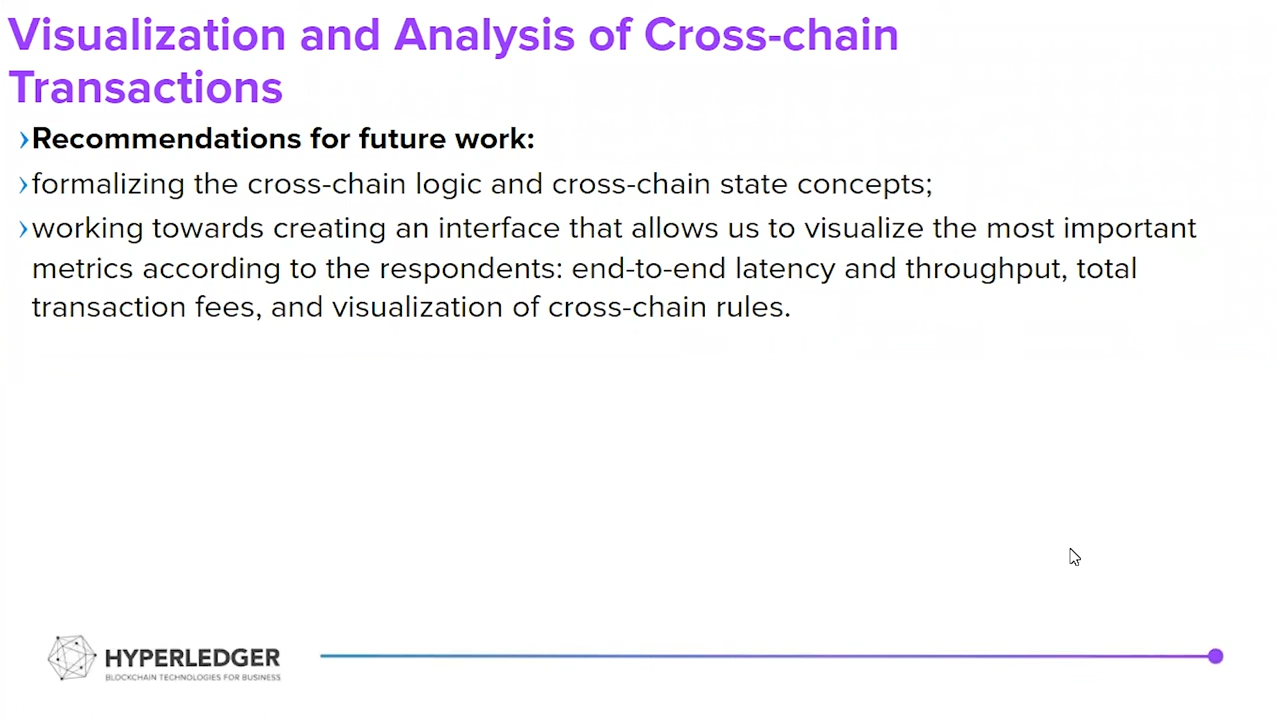 Visualization and Analysis of Cross-chain
Transactions
›Recommendations for future work:
›formalizing the cross-chain logic and cross-chain state concepts;
›working towards creating an interface that allows us to visualize the most important
metrics according to the respondents: end-to-end latency and throughput, total
transaction fees, and visualization of cross-chain rules.
HYPERLEDGER
BLOCKCHAIN TECHNOLOGIES FOR BUSINESS